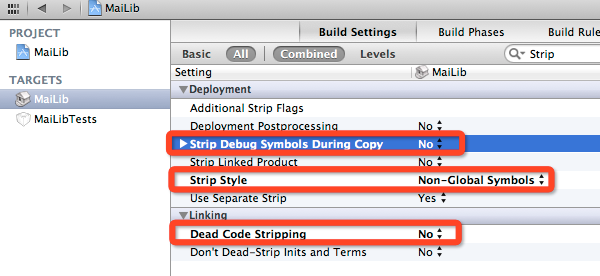 MaiLib
Build Settings Build Phases Build Rule
PROJECT
MaiLib
Basic All Combined Levels Strip
Setting MaiLib
TARGETS
MaiLib
MaiLibTests
Deployment
Additional Strip Flags
Deployment Postprocessing No
Strip Debug Symbols During Copy No
Strip Linked Product No
Strip Style Non-Global Symbols
Use Separate Strip Yes
Linking
Dead Code Stripping No
Don't Dead-Strip Inits and Terms No